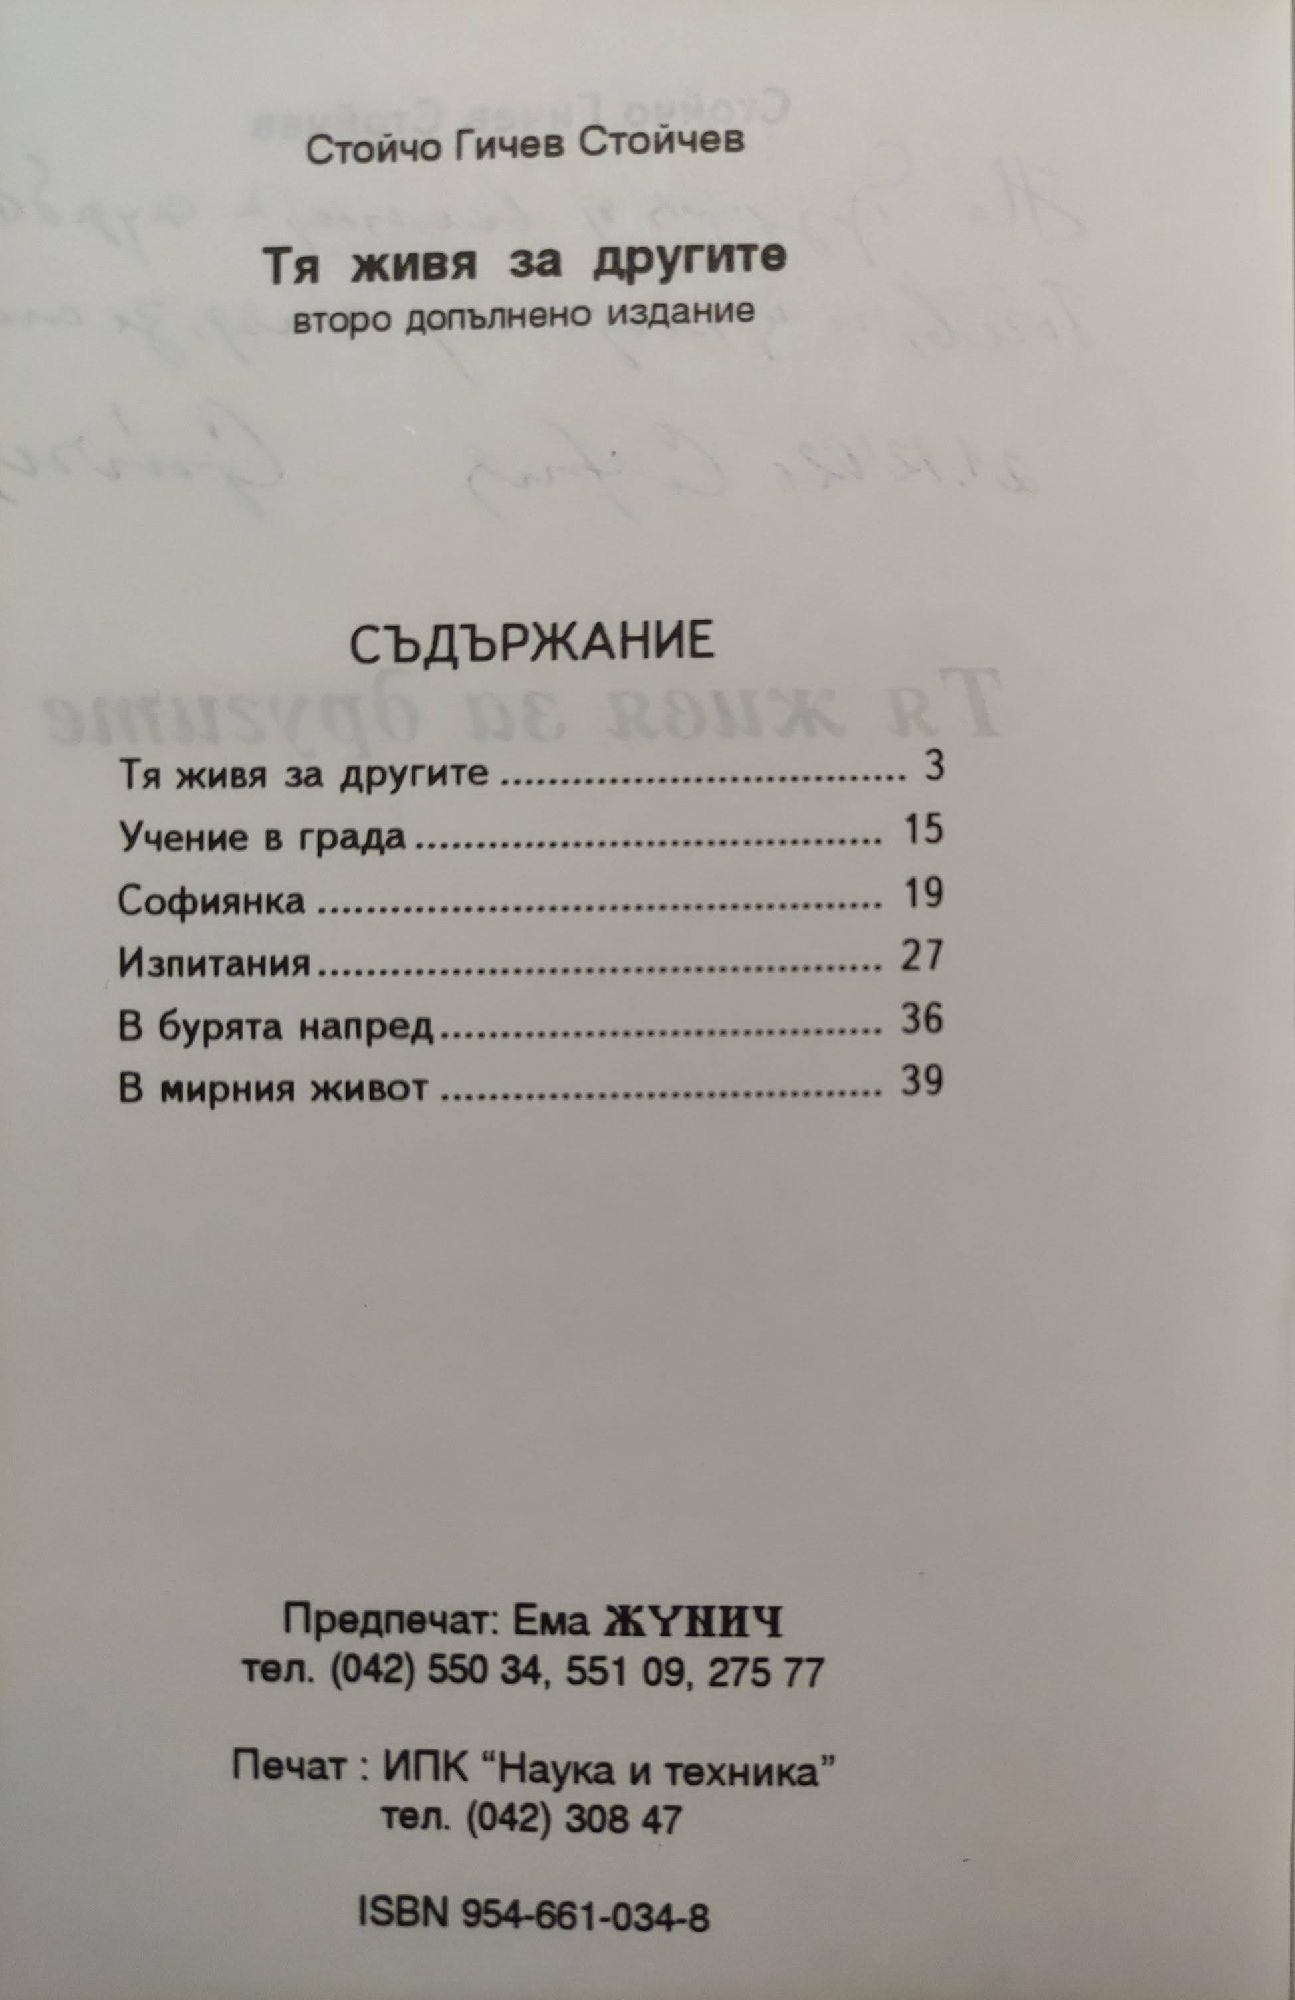 Стойчо Гичев Стойчев
Тя живя за другите
второ допълнено издание
СЪДЪРЖАНИЕ
Тя живя за другите .................................. 3
Учение в града ....................................... 15
Софиянка ............................................... 19
Изпитания ............................................... 27
В бурята напред ..................................... 36
В мирния живот ..................................... 39
Предпечат: Ема ЖУНИЧ
тел. (042) 550 34, 551 09, 275 77
Печат : ИПК “Наука и техника”
тел. (042) 308 47
ISBN 954-661-034-8